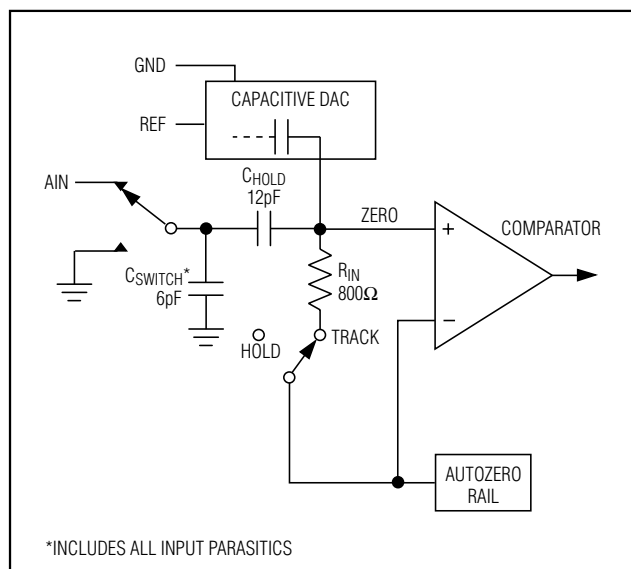 GND
CAPACITIVE DAC
REF
AIN
CHOLD
12pF
ZERO
COMPARATOR
+
RIN
800Ω
CSWITCH*
6pF
−
TRACK
HOLD
AUTOZERO
RAIL
*INCLUDES ALL INPUT PARASITICS